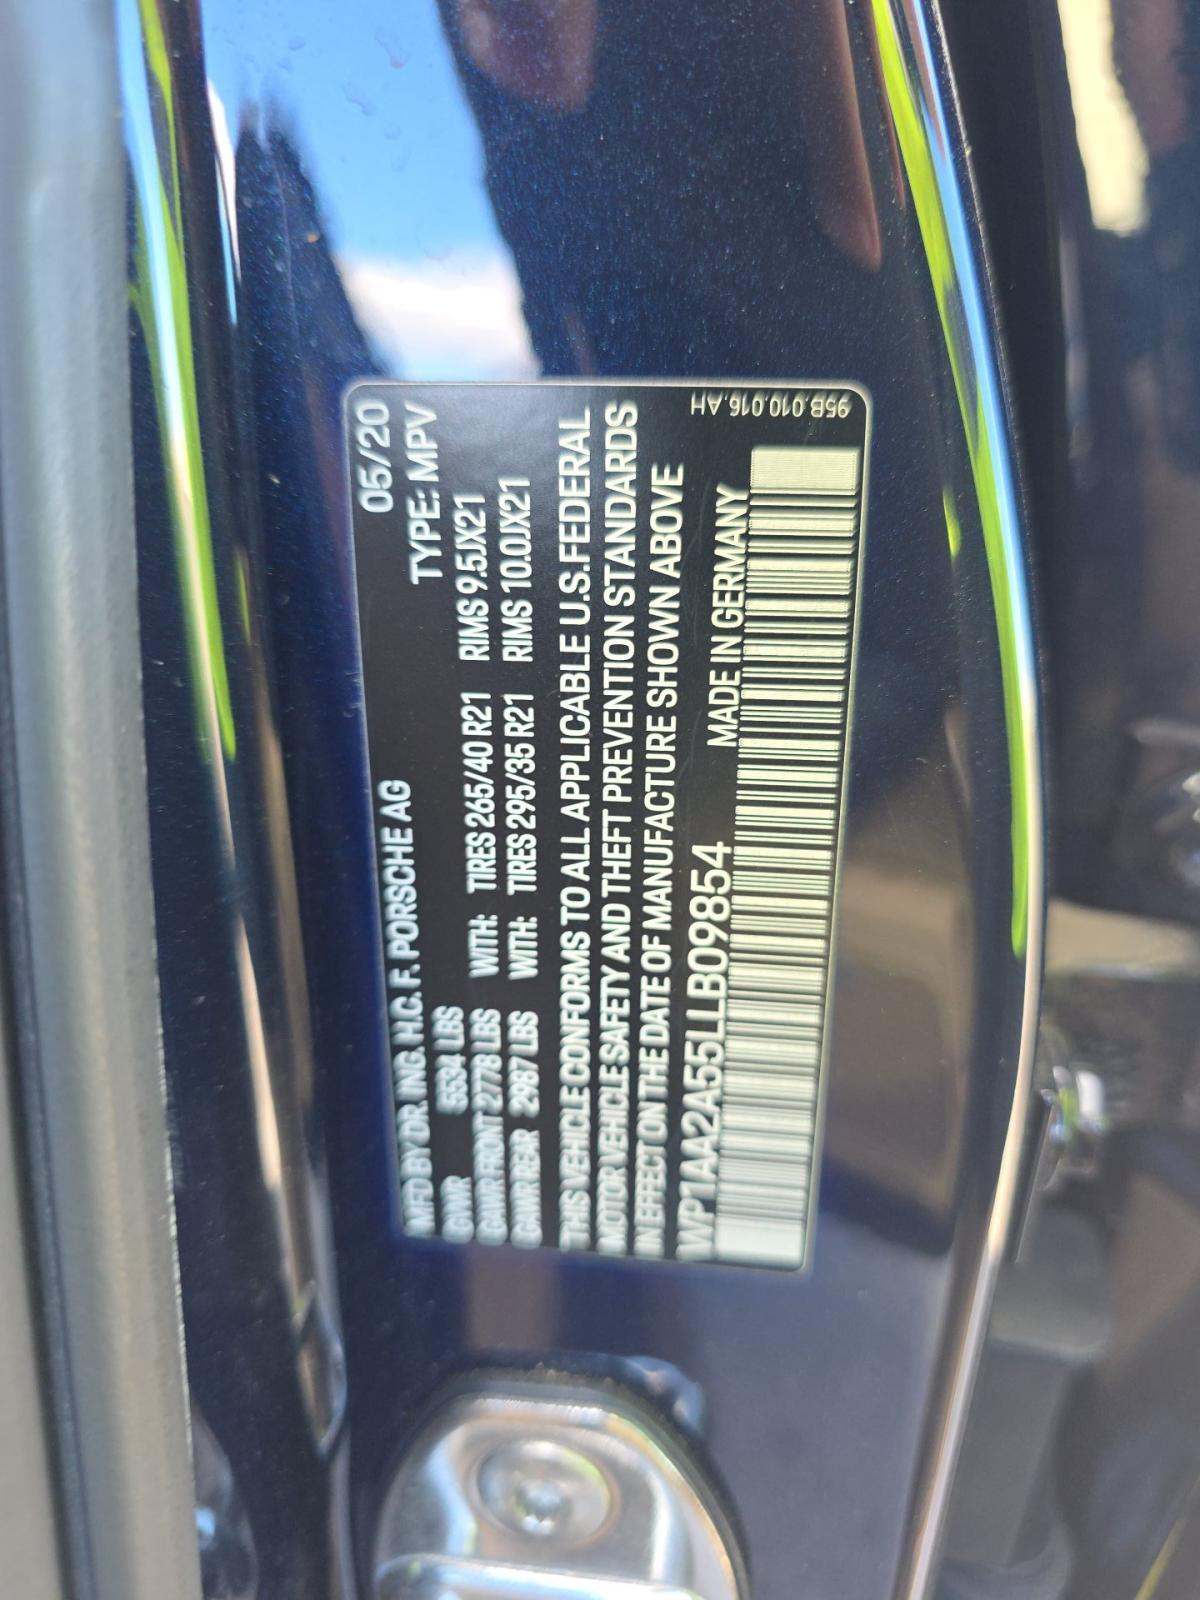 MFD BY DR. ING. H.C. F. PORSCHE AG 05/20
TYPE: MPV
GVWR 5534 LBS
GAWR FRONT 2778 LBS WITH: TIRES 265/40 R21 RIMS 9.5JX21
GAWR REAR 2987 LBS WITH: TIRES 295/35 R21 RIMS 10.0JX21
THIS VEHICLE CONFORMS TO ALL APPLICABLE U.S.FEDERAL
MOTOR VEHICLE SAFETY AND THEFT PREVENTION STANDARDS
IN EFFECT ON THE DATE OF MANUFACTURE SHOWN ABOVE
WP1AA2A55LLB09854 MADE IN GERMANY
95B.010.016.AH